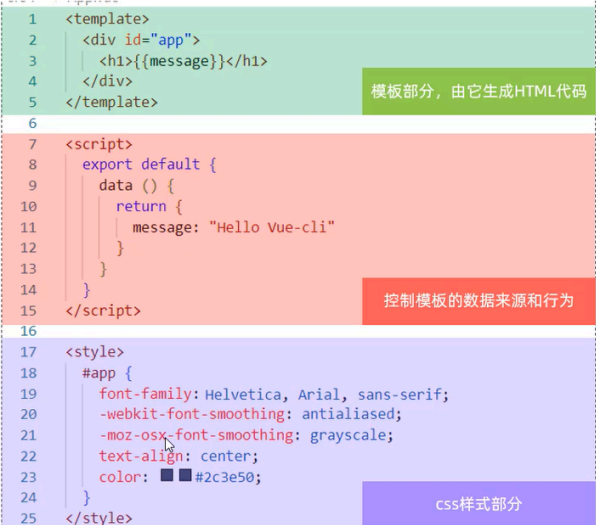 1 <template>
2 <div id="app">
3 <h1>{{message}}</h1>
4 </div>
模板部分，由它生成HTML代码
5 </template>
6
7 <script>
8 export default {
9 data () {
10 return {
11 message: "Hello Vue-cli"
12 }
13 }
14 }
控制模板的数据来源和行为
15 </script>
16
17 <style>
18 #app {
19 font-family: Helvetica, Arial, sans-serif;
20 -webkit-font-smoothing: antialiased;
21 -moz-osx-font-smoothing: grayscale;
22 text-align: center;
23 color: #2c3e50;
24 }
css样式部分
25 </style>